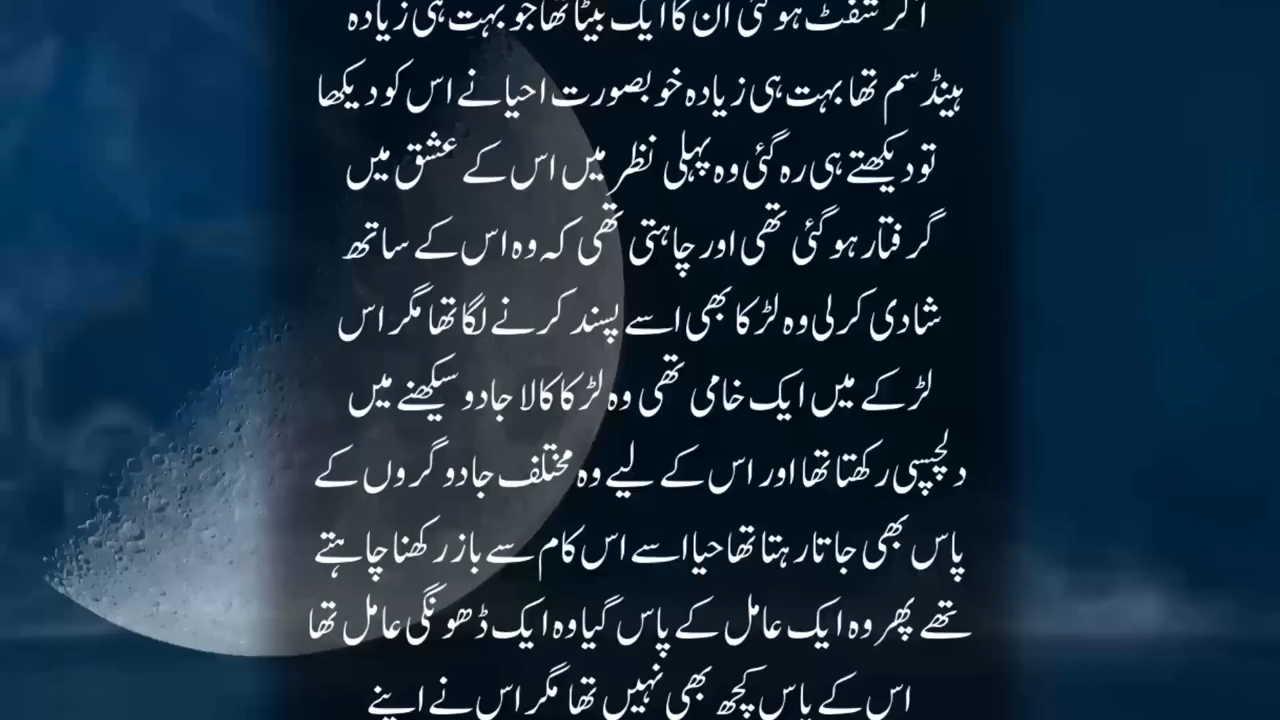 آکر شفٹ ہو گئی ان کا ایک بیٹا تھا جو بہت ہی زیادہ
ہینڈسم تھا بہت ہی زیادہ خوبصورت احیا نے اس کو دیکھا
تو دیکھتے ہی رہ گئی وہ پہلی نظر میں اس کے عشق میں
گرفتار ہو گئی تھی اور چاہتی تھی کہ وہ اس کے ساتھ
شادی کر لی وہ لڑکا بھی اسے پسند کرنے لگا تھا مگر اس
لڑکے میں ایک خامی تھی وہ لڑکا کالا جادو سیکھنے میں
دلچسپی رکھتا تھا اور اس کے لیے وہ مختلف جادو گروں کے
پاس بھی جاتا رہتا تھا حیا اسے اس کام سے باز رکھنا چاہتے
تھے پھر وہ ایک عامل کے پاس گیا وہ ایک ڈھونگی عامل تھا
اس کے پاس کچھ بھی نہیں تھا مگر اس نے اپنے